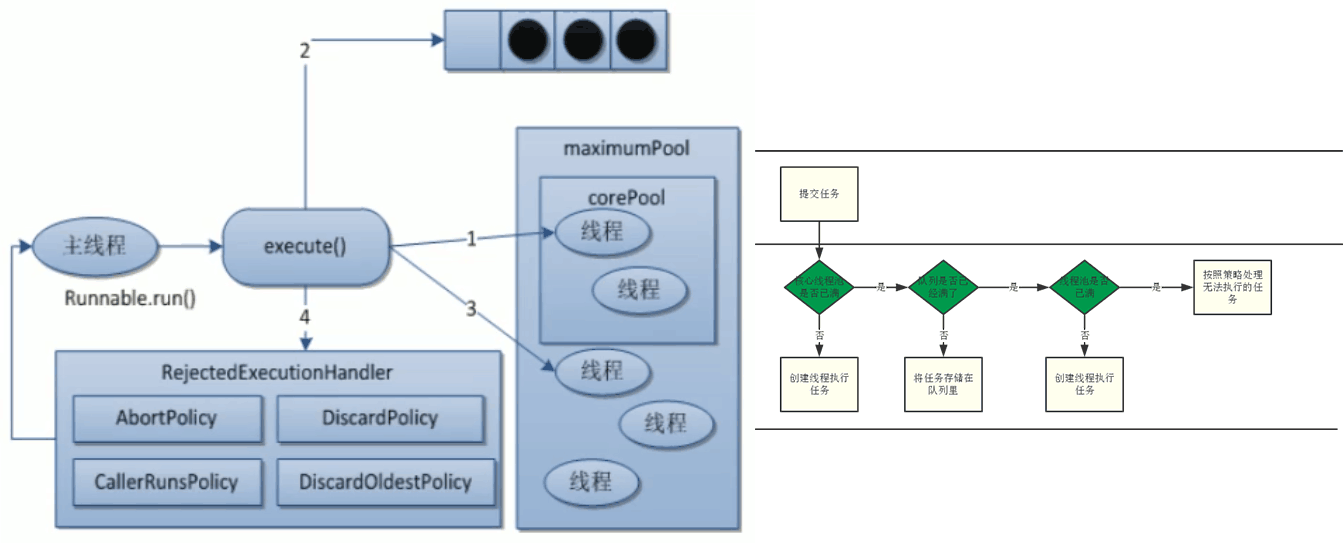 2
maximumPool
corePool
线程
线程
主线程
execute()
1
Runnable.run()
3
4
线程
线程
线程
RejectedExecutionHandler
AbortPolicy
DiscardPolicy
CallerRunsPolicy
DiscardOldestPolicy
提交任务
核心线程池
是否已满
是
队列是否已
经满了
是
线程池是否
已满
是
按照策略处理
无法执行的任
务
否
否
否
创建线程执行
任务
将任务存储在
队列里
创建线程执行
任务